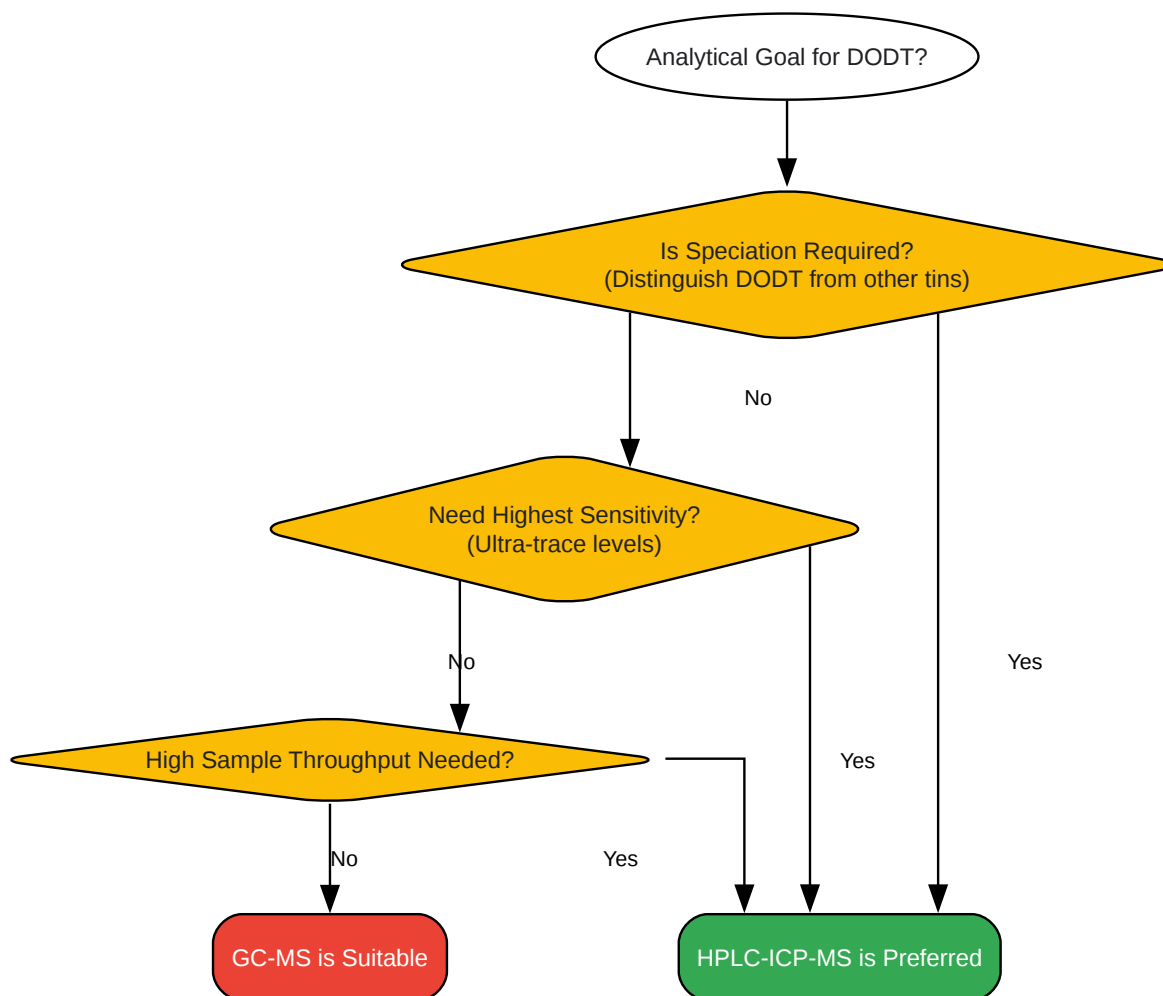 Analytical Goal for DODT?
Is Speciation Required?
(Distinguish DODT from other tins)
No
Need Highest Sensitivity?
(Ultra-trace levels)
No
Yes
High Sample Throughput Needed?
Yes
No
Yes
GC-MS is Suitable
HPLC-ICP-MS is Preferred